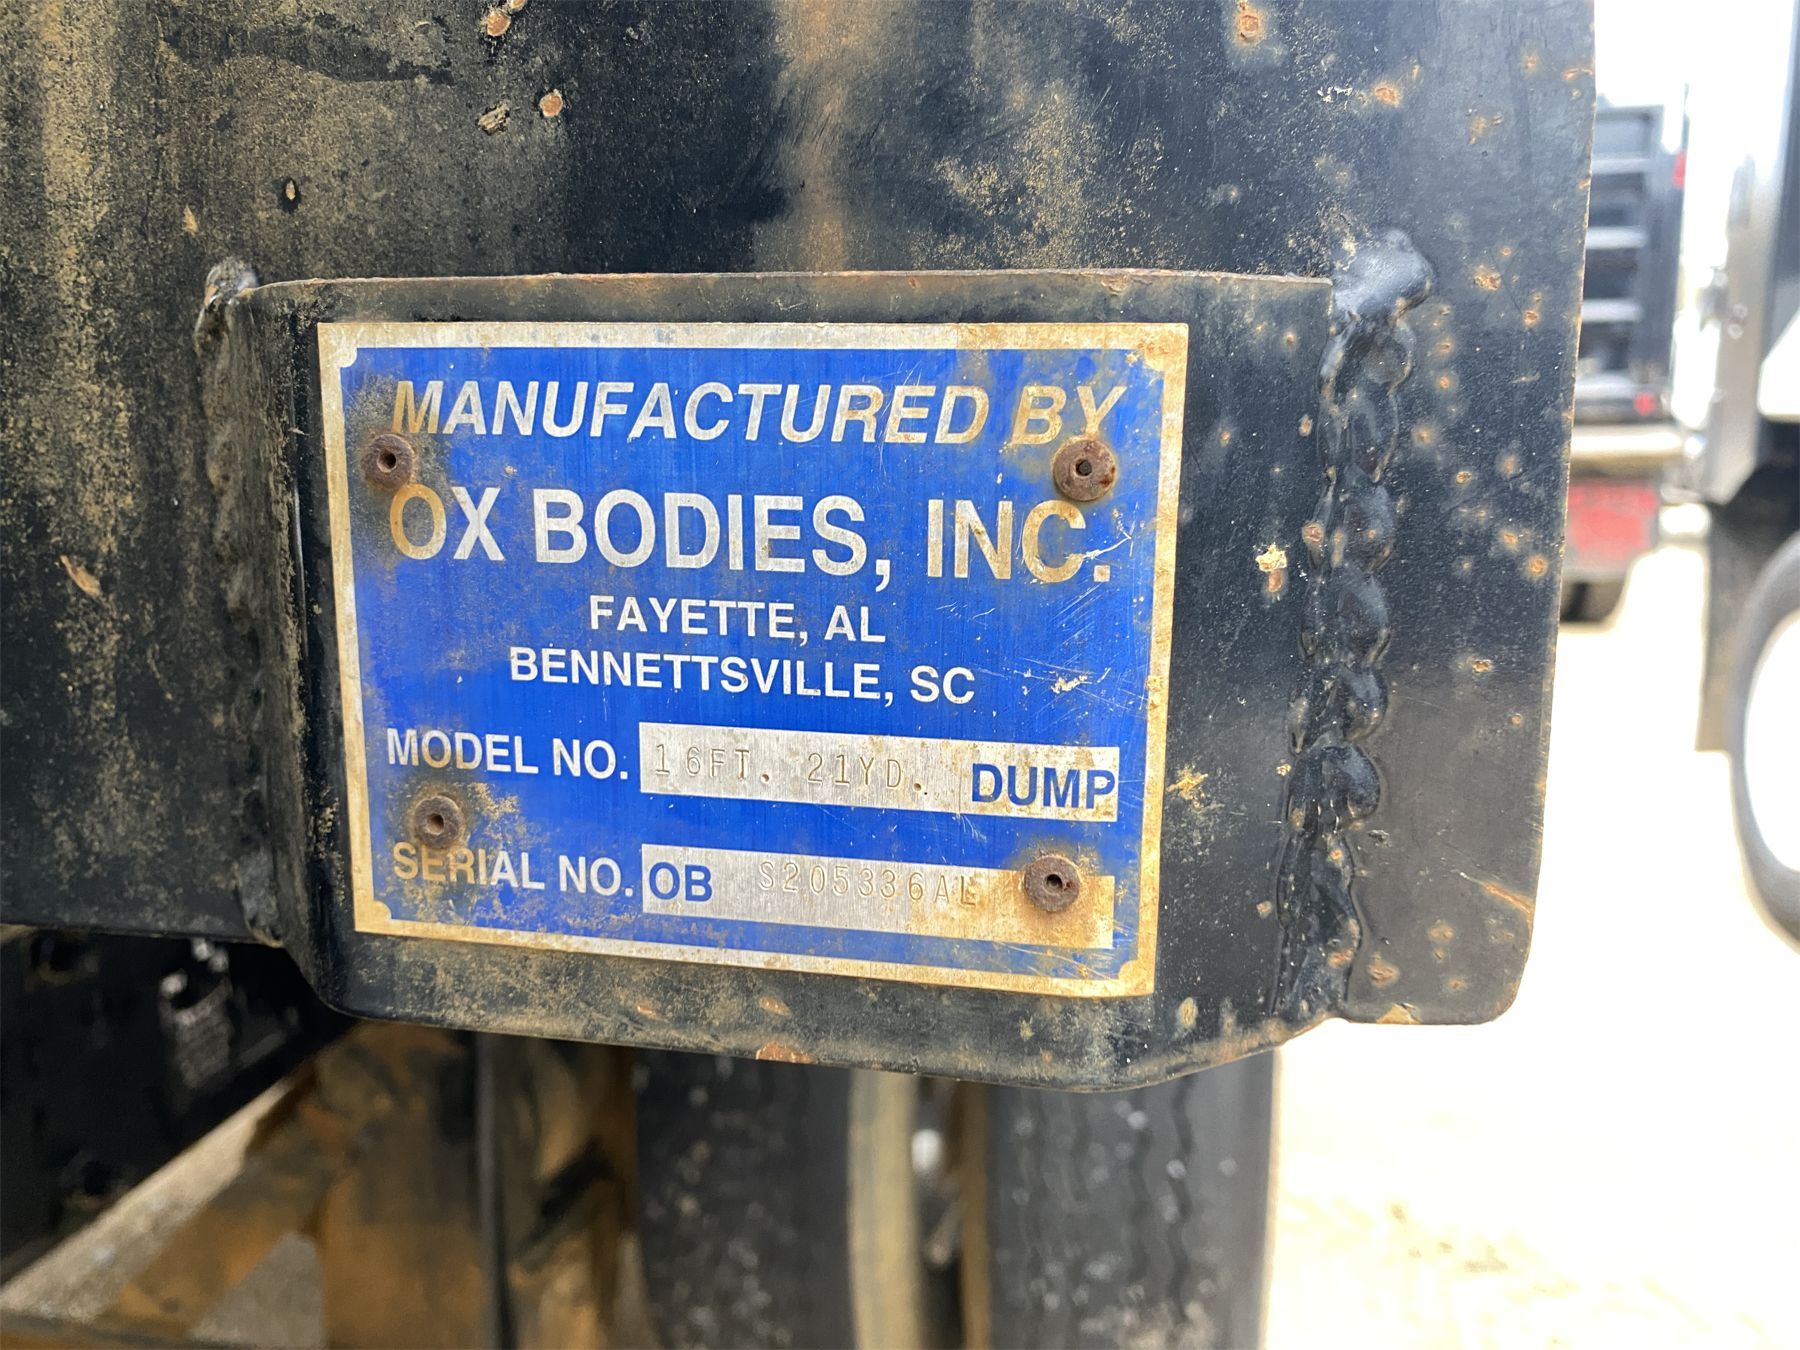 MANUFACTURED BY
OX BODIES, INC.
FAYETTE, AL
BENNETTSVILLE, SC
MODEL NO. 16FT. 21YD. DUMP
SERIAL NO. OB S205336AL